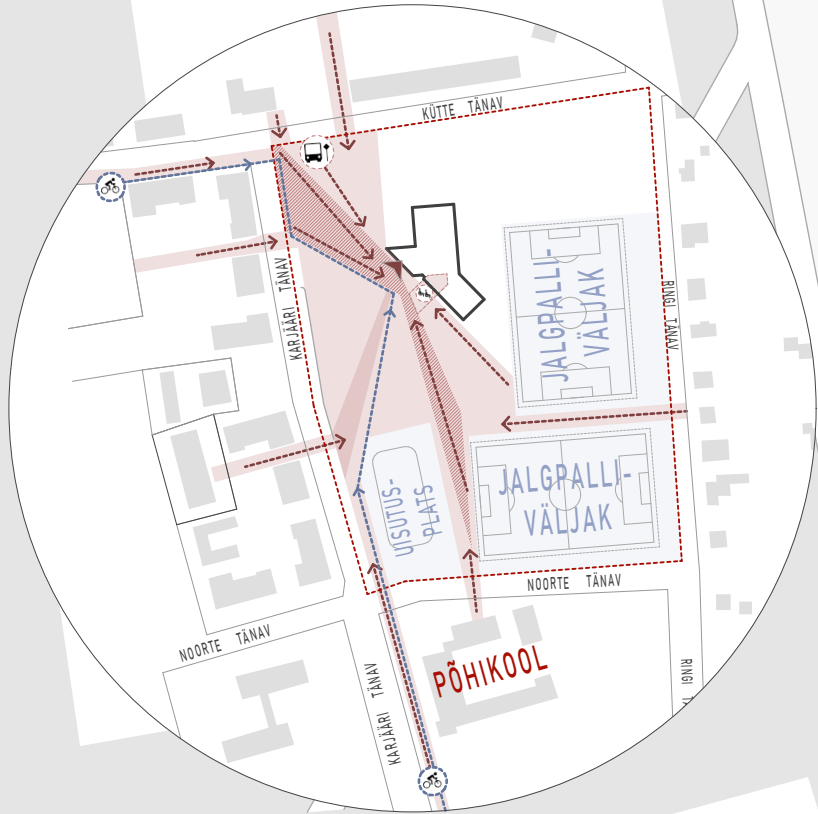 KÜTTE TÄNAV
KARJÄÄRI TÄNAV
JALGPALLI-
VÄLJAK
RINGI TÄNAV
JALGPALLI-
VÄLJAK
UISUTUS-
PLATS
NOORTE TÄNAV
NOORTE TÄNAV
PÕHIKOOL
KARJÄÄRI TÄNAV
RINGI